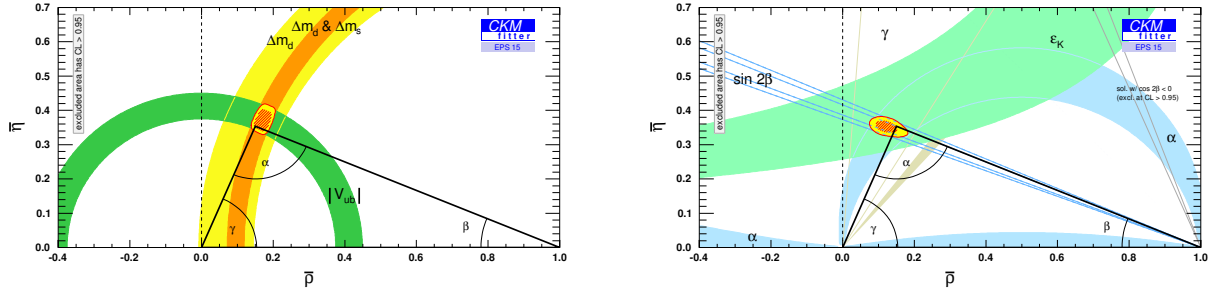 0.7
0.6
0.5
0.4
0.3
0.2
0.1
0.0
-0.4
-0.2
0.0
0.2
0.4
0.6
0.8
1.0
η̅
ρ̅
excluded area has CL > 0.95
Δm_d
Δm_d & Δm_s
|V_ub|
α
γ
β
CKM
fitter
EPS 15
0.7
0.6
0.5
0.4
0.3
0.2
0.1
0.0
-0.4
-0.2
0.0
0.2
0.4
0.6
0.8
1.0
η̅
ρ̅
excluded area has CL > 0.95
γ
ε_K
sin 2β
sol. w/ cos 2β < 0
(excl. at CL > 0.95)
α
α
α
γ
β
CKM
fitter
EPS 15